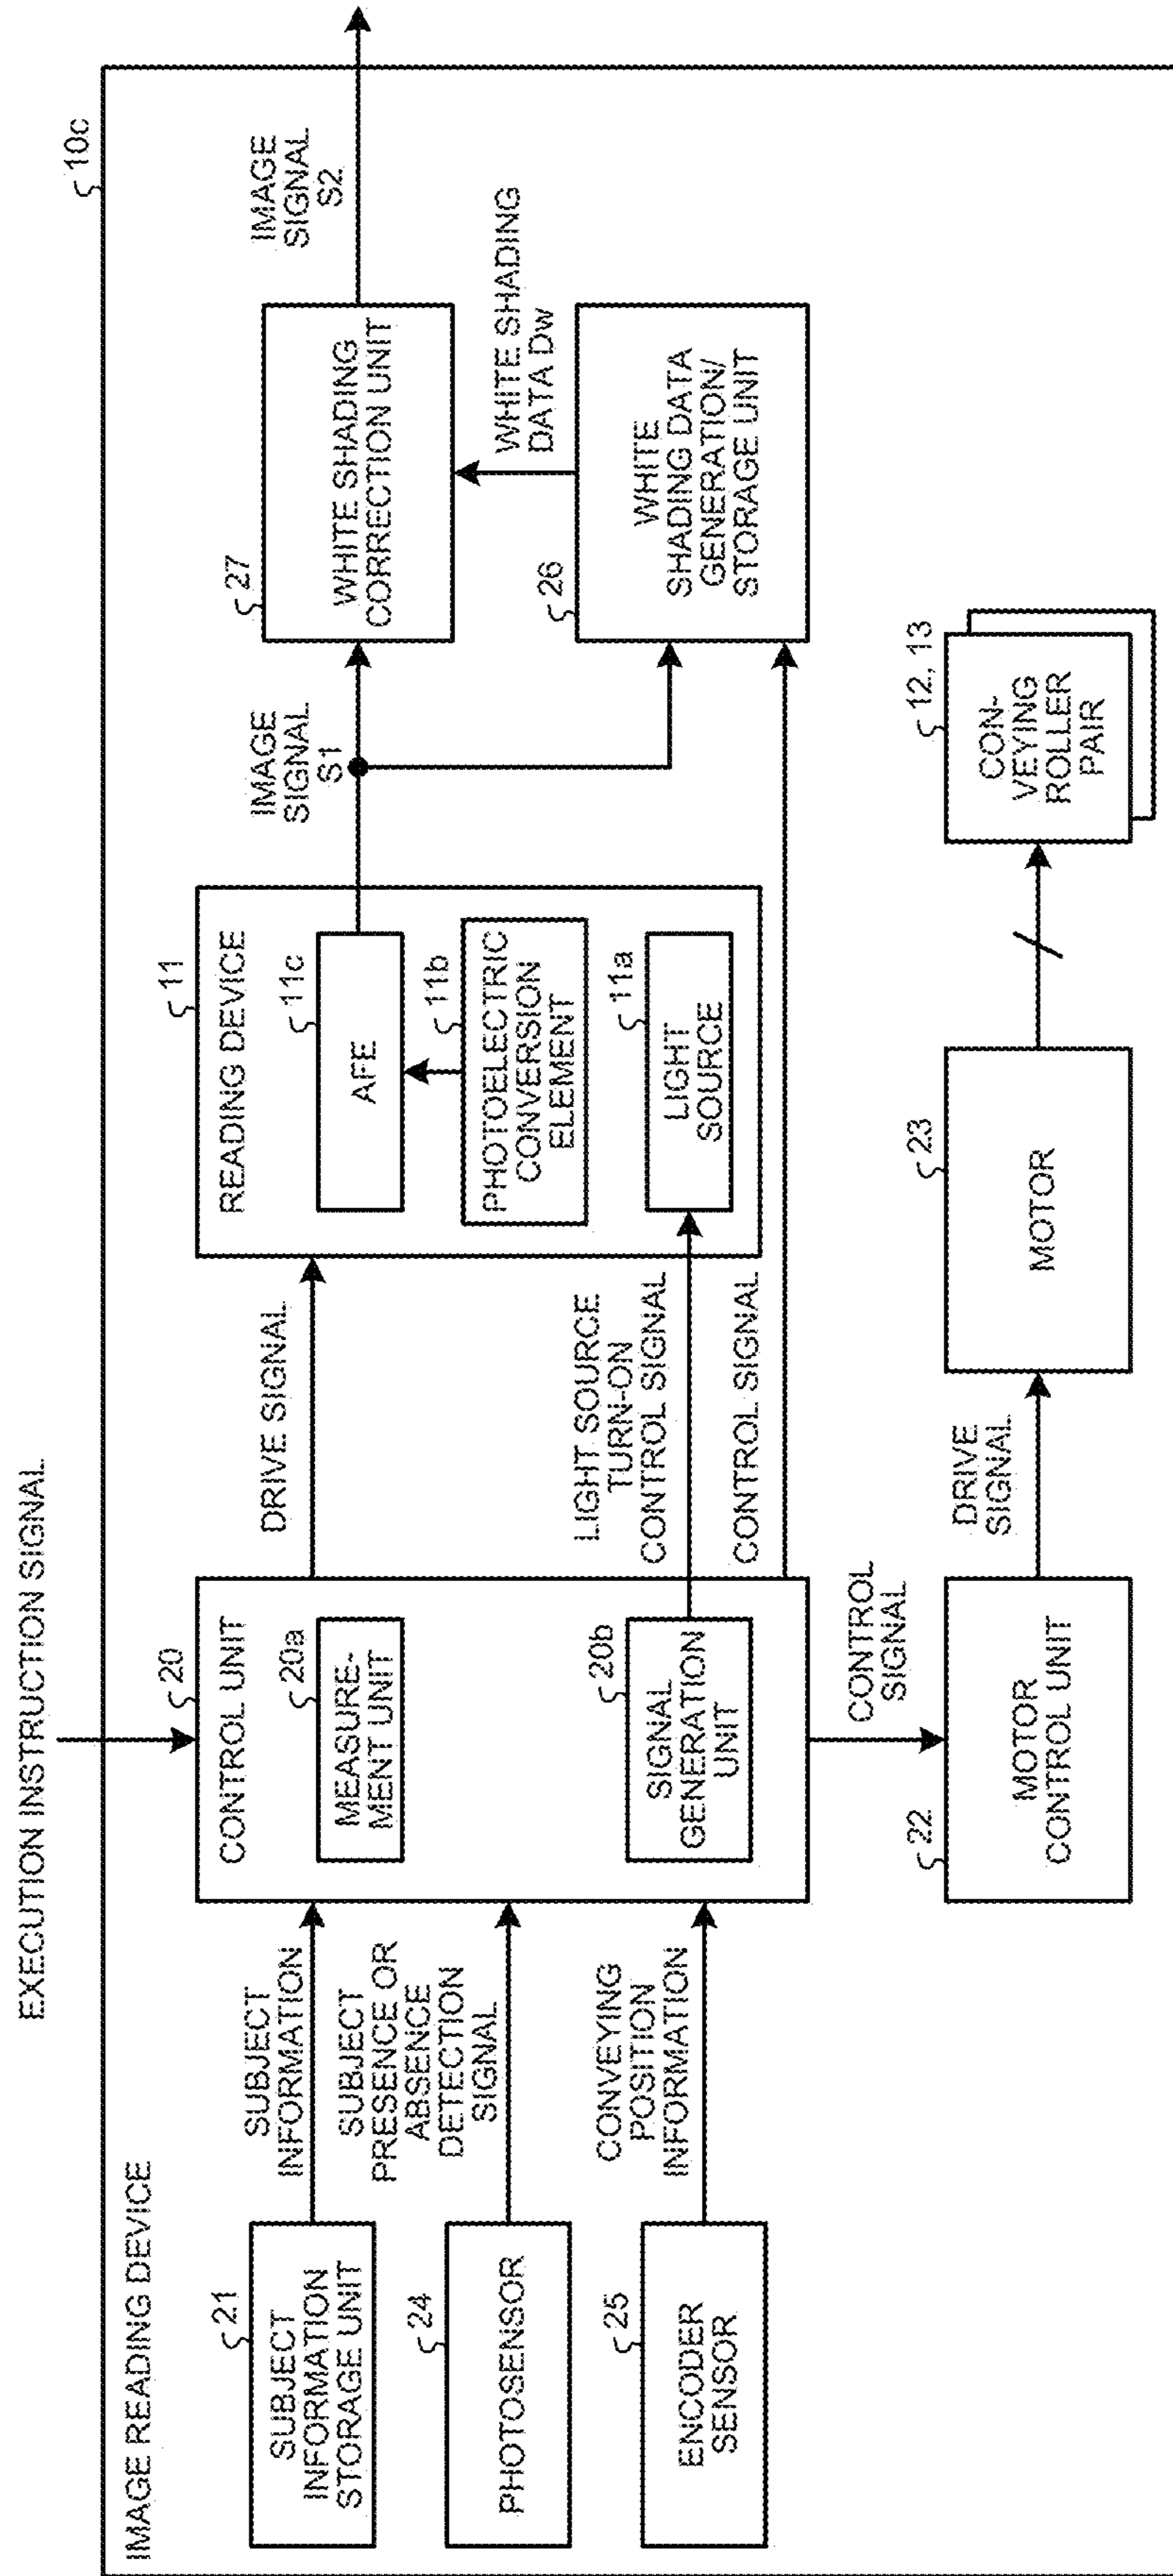 EXECUTION INSTRUCTION SIGNAL
IMAGE READING DEVICE
10c
21
SUBJECT
INFORMATION
STORAGE UNIT
SUBJECT
INFORMATION
24
PHOTOSENSOR
SUBJECT
PRESENCE OR
ABSENCE
DETECTION
SIGNAL
25
ENCODER
SENSOR
CONVEYING
POSITION
INFORMATION
20
CONTROL UNIT
20a
MEASURE-
MENT UNIT
20b
SIGNAL
GENERATION
UNIT
DRIVE SIGNAL
LIGHT SOURCE
TURN-ON
CONTROL SIGNAL
CONTROL SIGNAL
CONTROL
SIGNAL
22
MOTOR
CONTROL UNIT
DRIVE
SIGNAL
23
MOTOR
12, 13
CON-
VEYING
ROLLER
PAIR
11
READING DEVICE
11c
AFE
11b
PHOTOELECTRIC
CONVERSION
ELEMENT
11a
LIGHT
SOURCE
IMAGE
SIGNAL
S1
27
WHITE SHADING
CORRECTION UNIT
WHITE SHADING
DATA Dw
26
WHITE
SHADING DATA
GENERATION/
STORAGE UNIT
IMAGE
SIGNAL
S2